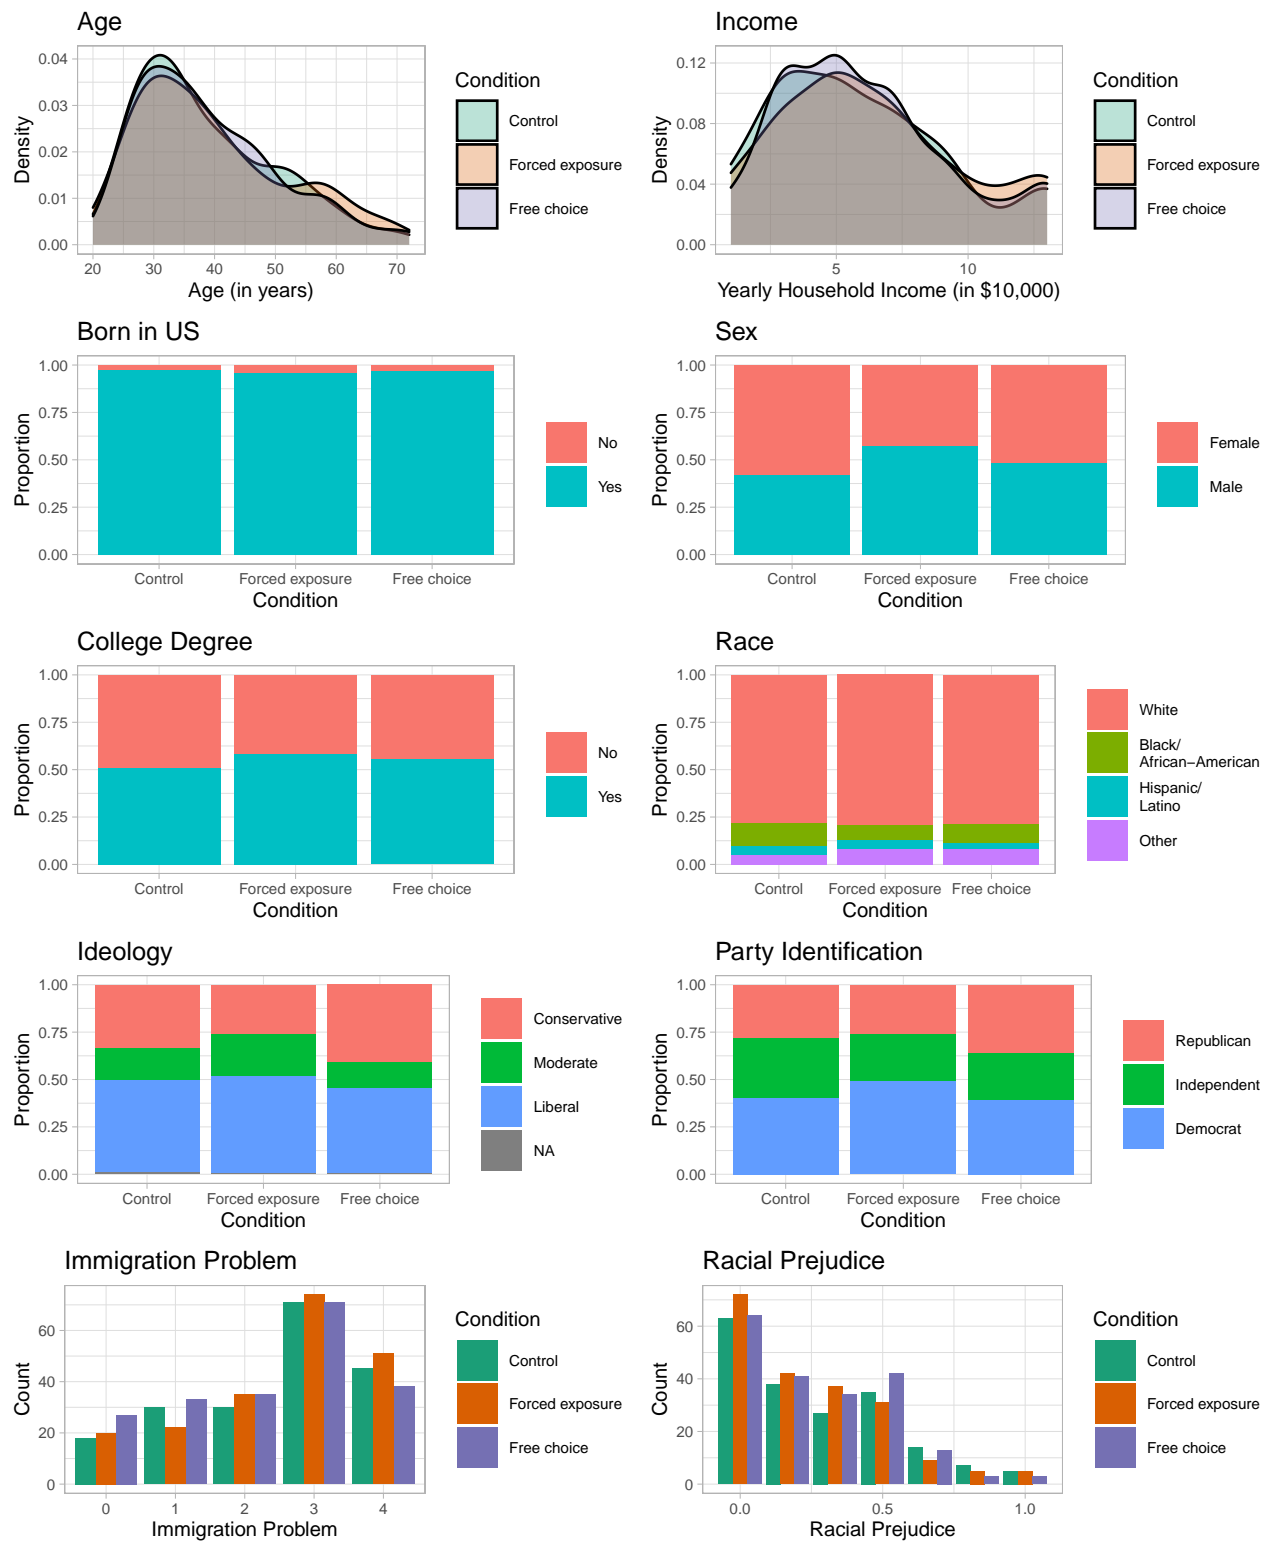 Age
Density
0.04
0.03
0.02
0.01
0.00
20 30 40 50 60 70
Age (in years)
Condition
Control
Forced exposure
Free choice
Income
Density
0.12
0.08
0.04
0.00
5 10
Yearly Household Income (in $10,000)
Condition
Control
Forced exposure
Free choice
Born in US
Proportion
1.00
0.75
0.50
0.25
0.00
Control Forced exposure Free choice
Condition
No
Yes
Sex
Proportion
1.00
0.75
0.50
0.25
0.00
Control Forced exposure Free choice
Condition
Female
Male
College Degree
Proportion
1.00
0.75
0.50
0.25
0.00
Control Forced exposure Free choice
Condition
No
Yes
Race
Proportion
1.00
0.75
0.50
0.25
0.00
Control Forced exposure Free choice
Condition
White
Black/
African−American
Hispanic/
Latino
Other
Ideology
Proportion
1.00
0.75
0.50
0.25
0.00
Control Forced exposure Free choice
Condition
Conservative
Moderate
Liberal
NA
Party Identification
Proportion
1.00
0.75
0.50
0.25
0.00
Control Forced exposure Free choice
Condition
Republican
Independent
Democrat
Immigration Problem
Count
60
40
20
0
0 1 2 3 4
Immigration Problem
Condition
Control
Forced exposure
Free choice
Racial Prejudice
Count
60
40
20
0
0.0 0.5 1.0
Racial Prejudice
Condition
Control
Forced exposure
Free choice